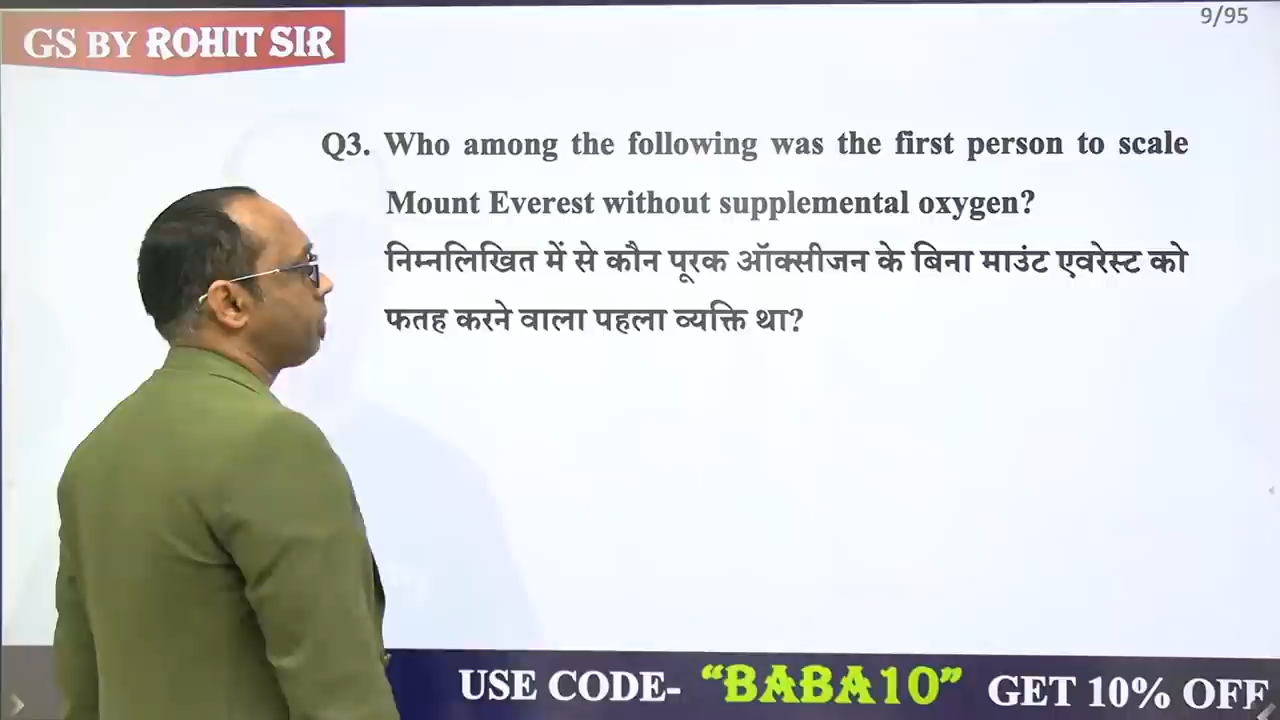 9/95
GS BY ROHIT SIR
Q3. Who among the following was the first person to scale
Mount Everest without supplemental oxygen?
निम्नलिखित में से कौन पूरक ऑक्सीजन के बिना माउंट एवरेस्ट को
फतह करने वाला पहला व्यक्ति था?
USE CODE- “BABA10” GET 10% OFF